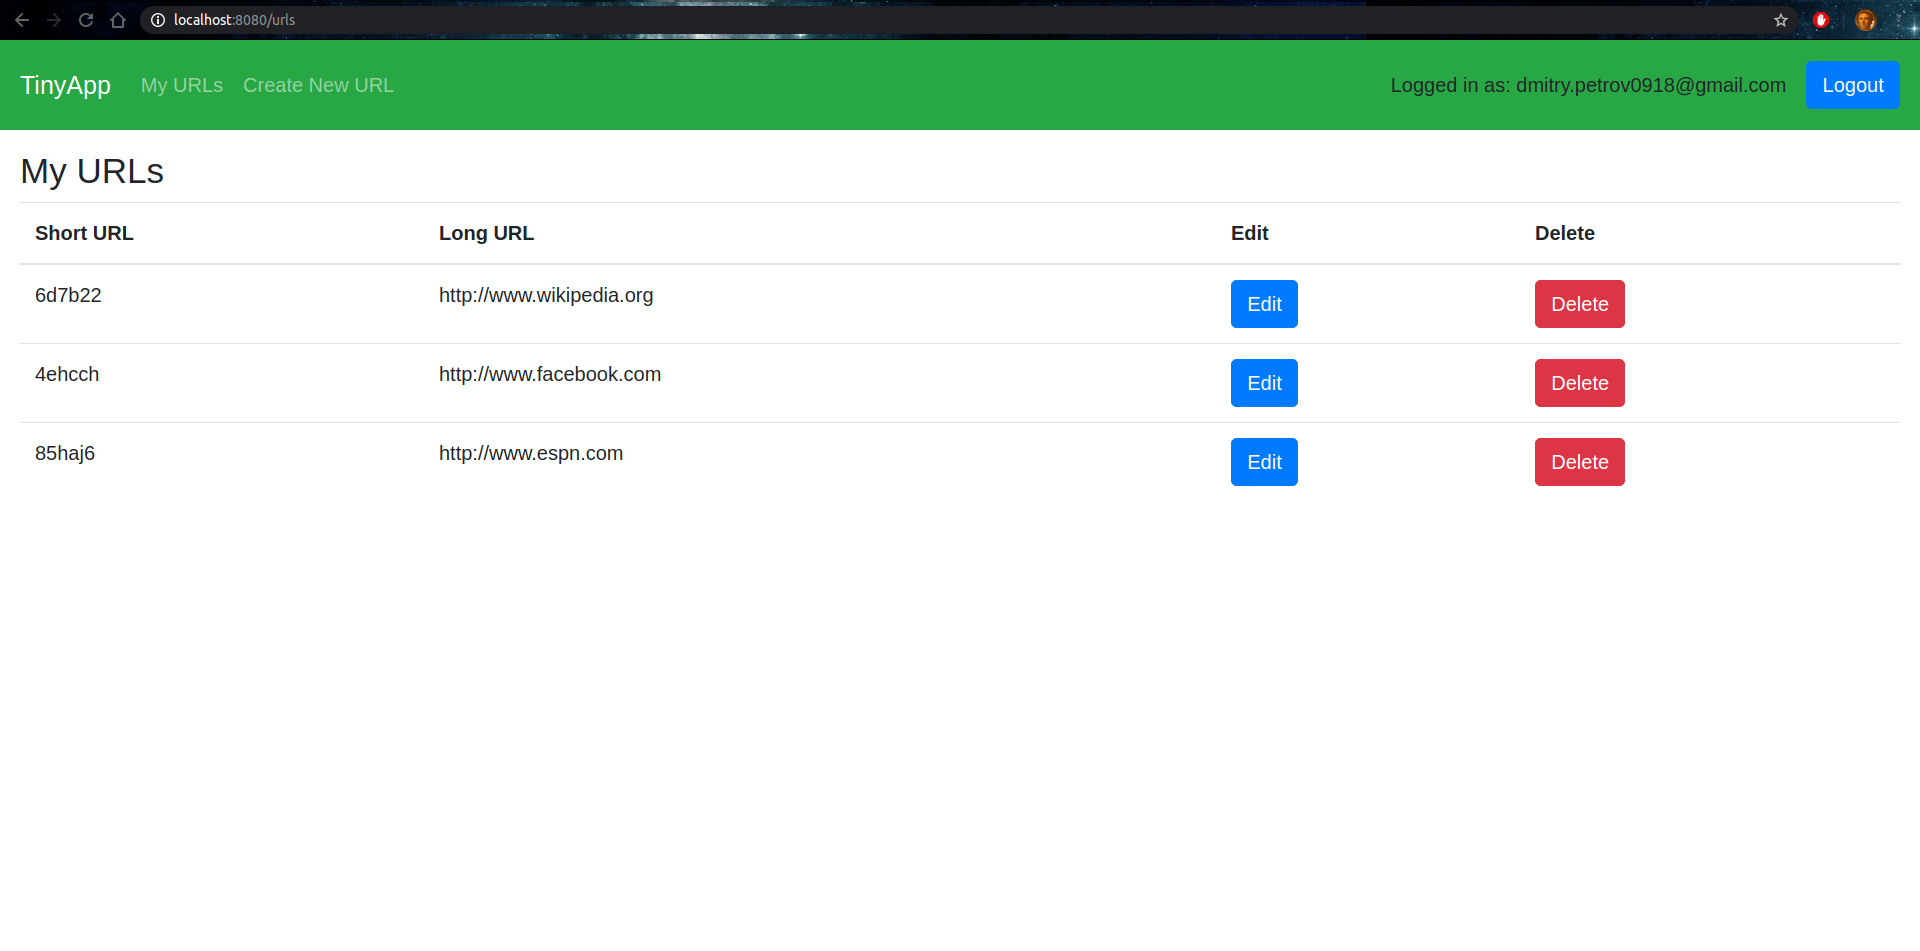 localhost:8080/urls
TinyApp My URLs Create New URL Logged in as: dmitry.petrov0918@gmail.com Logout
My URLs
Short URL Long URL Edit Delete
6d7b22 http://www.wikipedia.org Edit Delete
4ehcch http://www.facebook.com Edit Delete
85haj6 http://www.espn.com Edit Delete